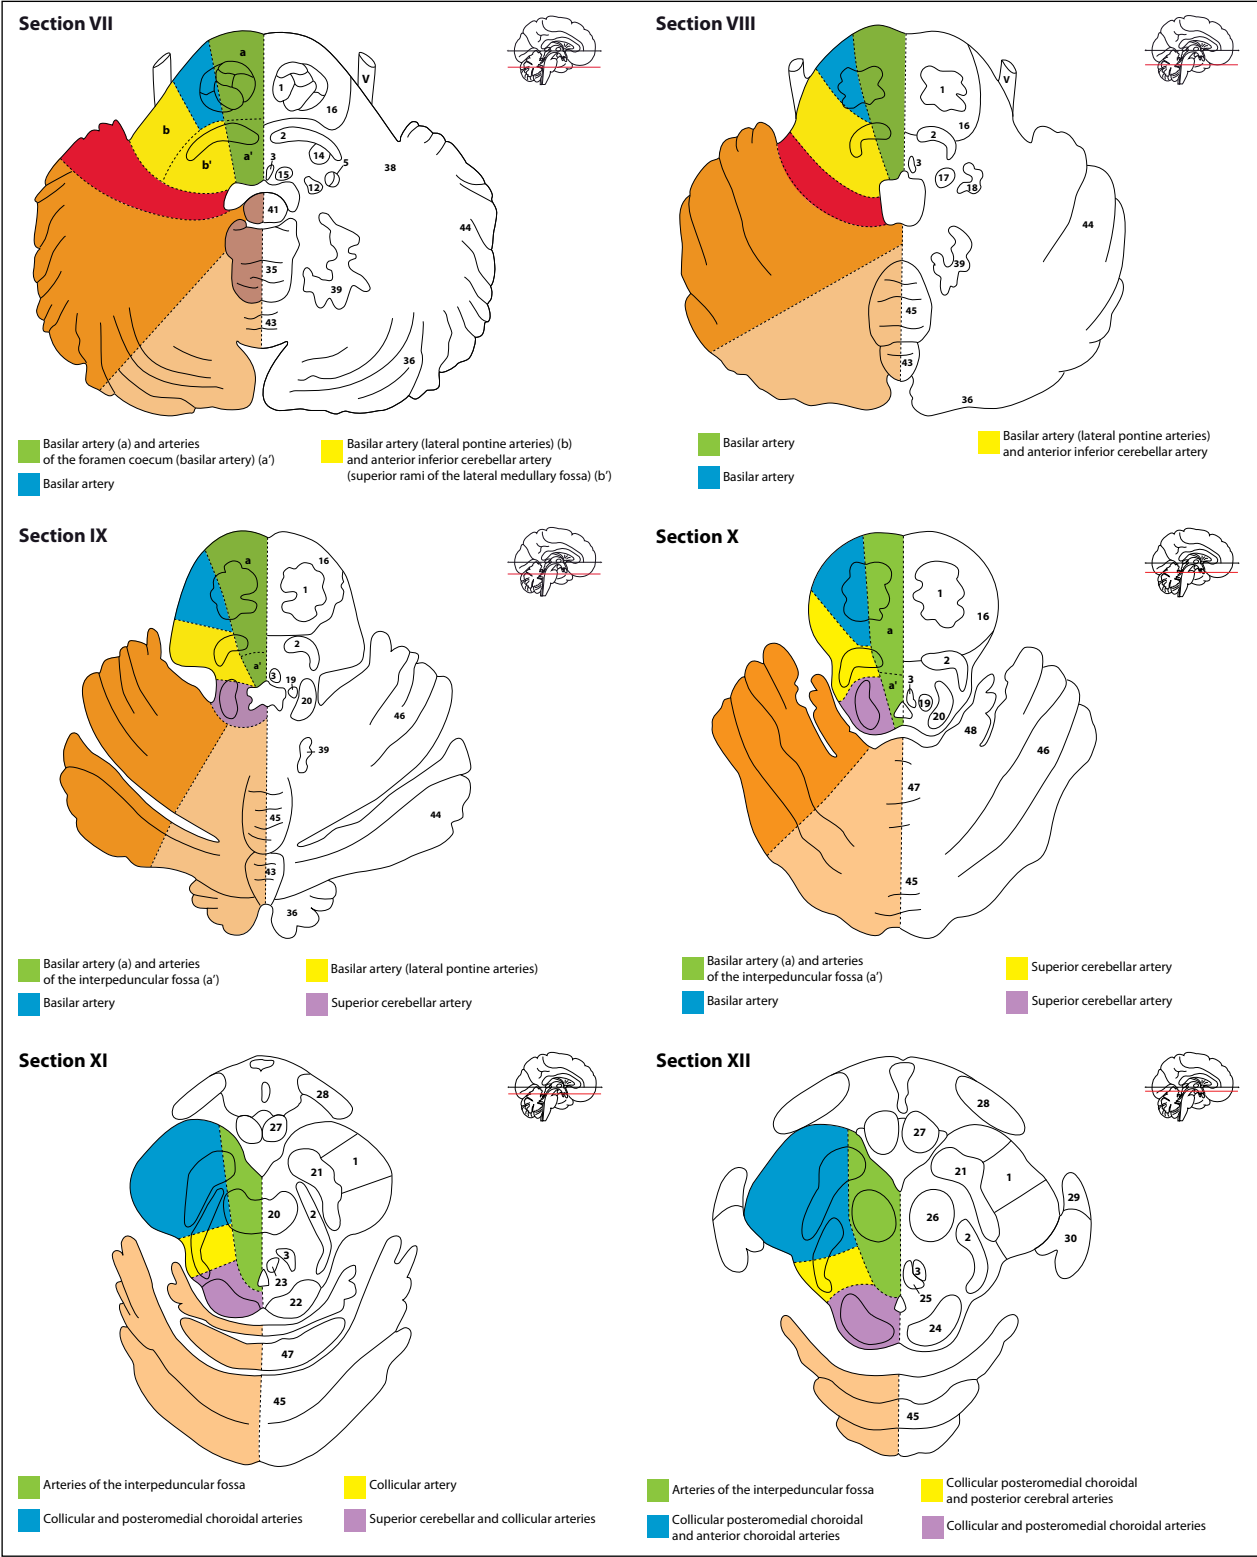 Section VII
a
1
V
16
b
2
a'
b'
3
14
5
15
12
38
41
44
35
39
43
36
Basilar artery (a) and arteries
of the foramen coecum (basilar artery) (a')
Basilar artery
Basilar artery (lateral pontine arteries) (b)
and anterior inferior cerebellar artery
(superior rami of the lateral medullary fossa) (b')
Section VIII
V
1
16
2
3
17
18
44
39
45
43
36
Basilar artery
Basilar artery
Basilar artery (lateral pontine arteries)
and anterior inferior cerebellar artery
Section IX
a
16
1
2
a'
3
19
20
46
39
45
44
43
36
Basilar artery (a) and arteries
of the interpeduncular fossa (a')
Basilar artery
Basilar artery (lateral pontine arteries)
Superior cerebellar artery
Section X
1
16
a
2
3
a'
19
20
48
46
47
45
Basilar artery (a) and arteries
of the interpeduncular fossa (a')
Basilar artery
Superior cerebellar artery
Superior cerebellar artery
Section XI
28
27
1
21
20
2
3
23
22
47
45
Arteries of the interpeduncular fossa
Collicular and posteromedial choroidal arteries
Collicular artery
Superior cerebellar and collicular arteries
Section XII
28
27
21
1
29
26
2
30
3
25
24
45
Arteries of the interpeduncular fossa
Collicular posteromedial choroidal
and anterior choroidal arteries
Collicular posteromedial choroidal
and posterior cerebral arteries
Collicular and posteromedial choroidal arteries